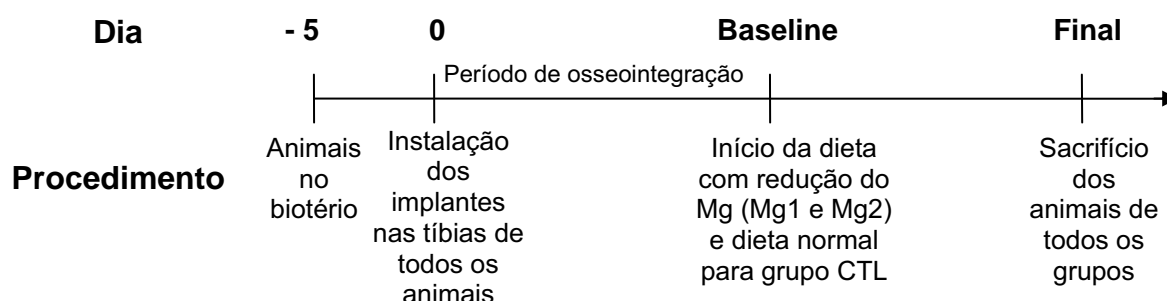 Dia
- 5
0
Baseline
Final
Período de osseointegração
Procedimento
Animais
no
biotério
Instalação
dos
implantes
nas tíbias de
todos os
animais
Início da dieta
com redução do
Mg (Mg1 e Mg2)
e dieta normal
para grupo CTL
Sacrifício
dos
animais de
todos os
grupos